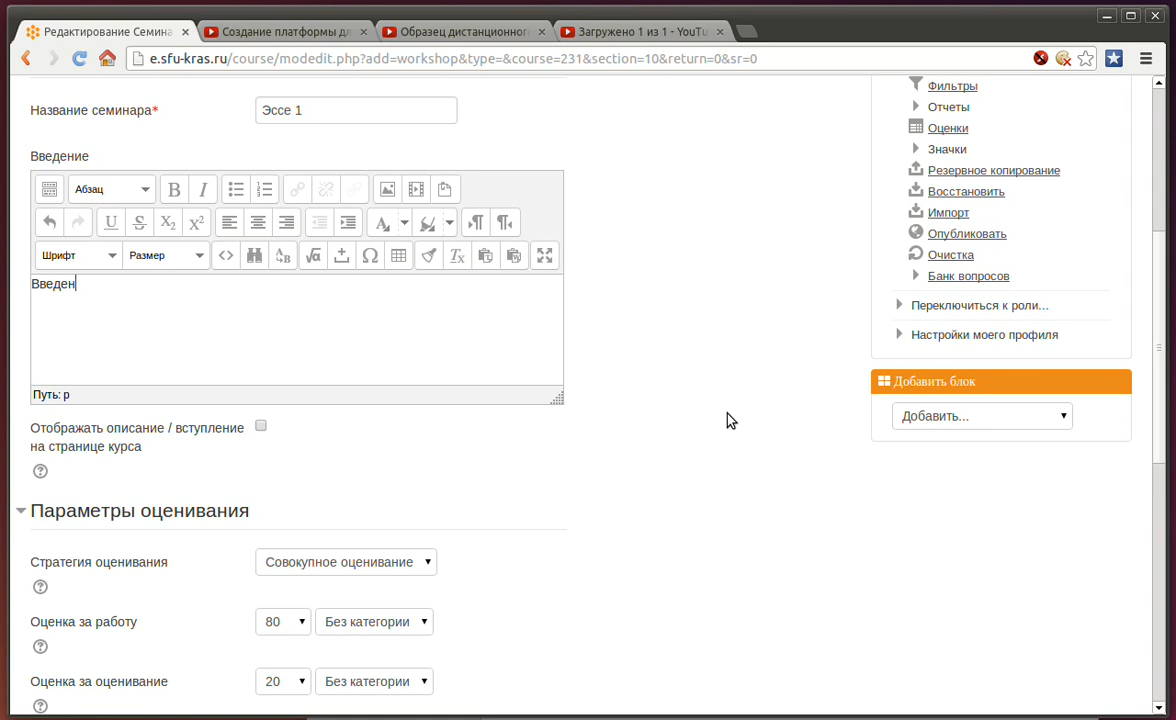 Редактирование Семина
Создание платформы дл
Образец дистанционног
Загружено 1 из 1 - YouTu
e.sfu-kras.ru/course/modedit.php?add=workshop&type=&course=231&section=10&return=0&sr=0
Название семинара*
Эссе 1
Введение
Абзац
B I
U S X₂ X²
Шрифт
Размер
Введен
Путь: p
Отображать описание / вступление
на странице курса
Параметры оценивания
Стратегия оценивания
Совокупное оценивание
Оценка за работу
80
Без категории
Оценка за оценивание
20
Без категории
Фильтры
Отчеты
Оценки
Значки
Резервное копирование
Восстановить
Импорт
Опубликовать
Очистка
Банк вопросов
Переключиться к роли...
Настройки моего профиля
Добавить блок
Добавить...